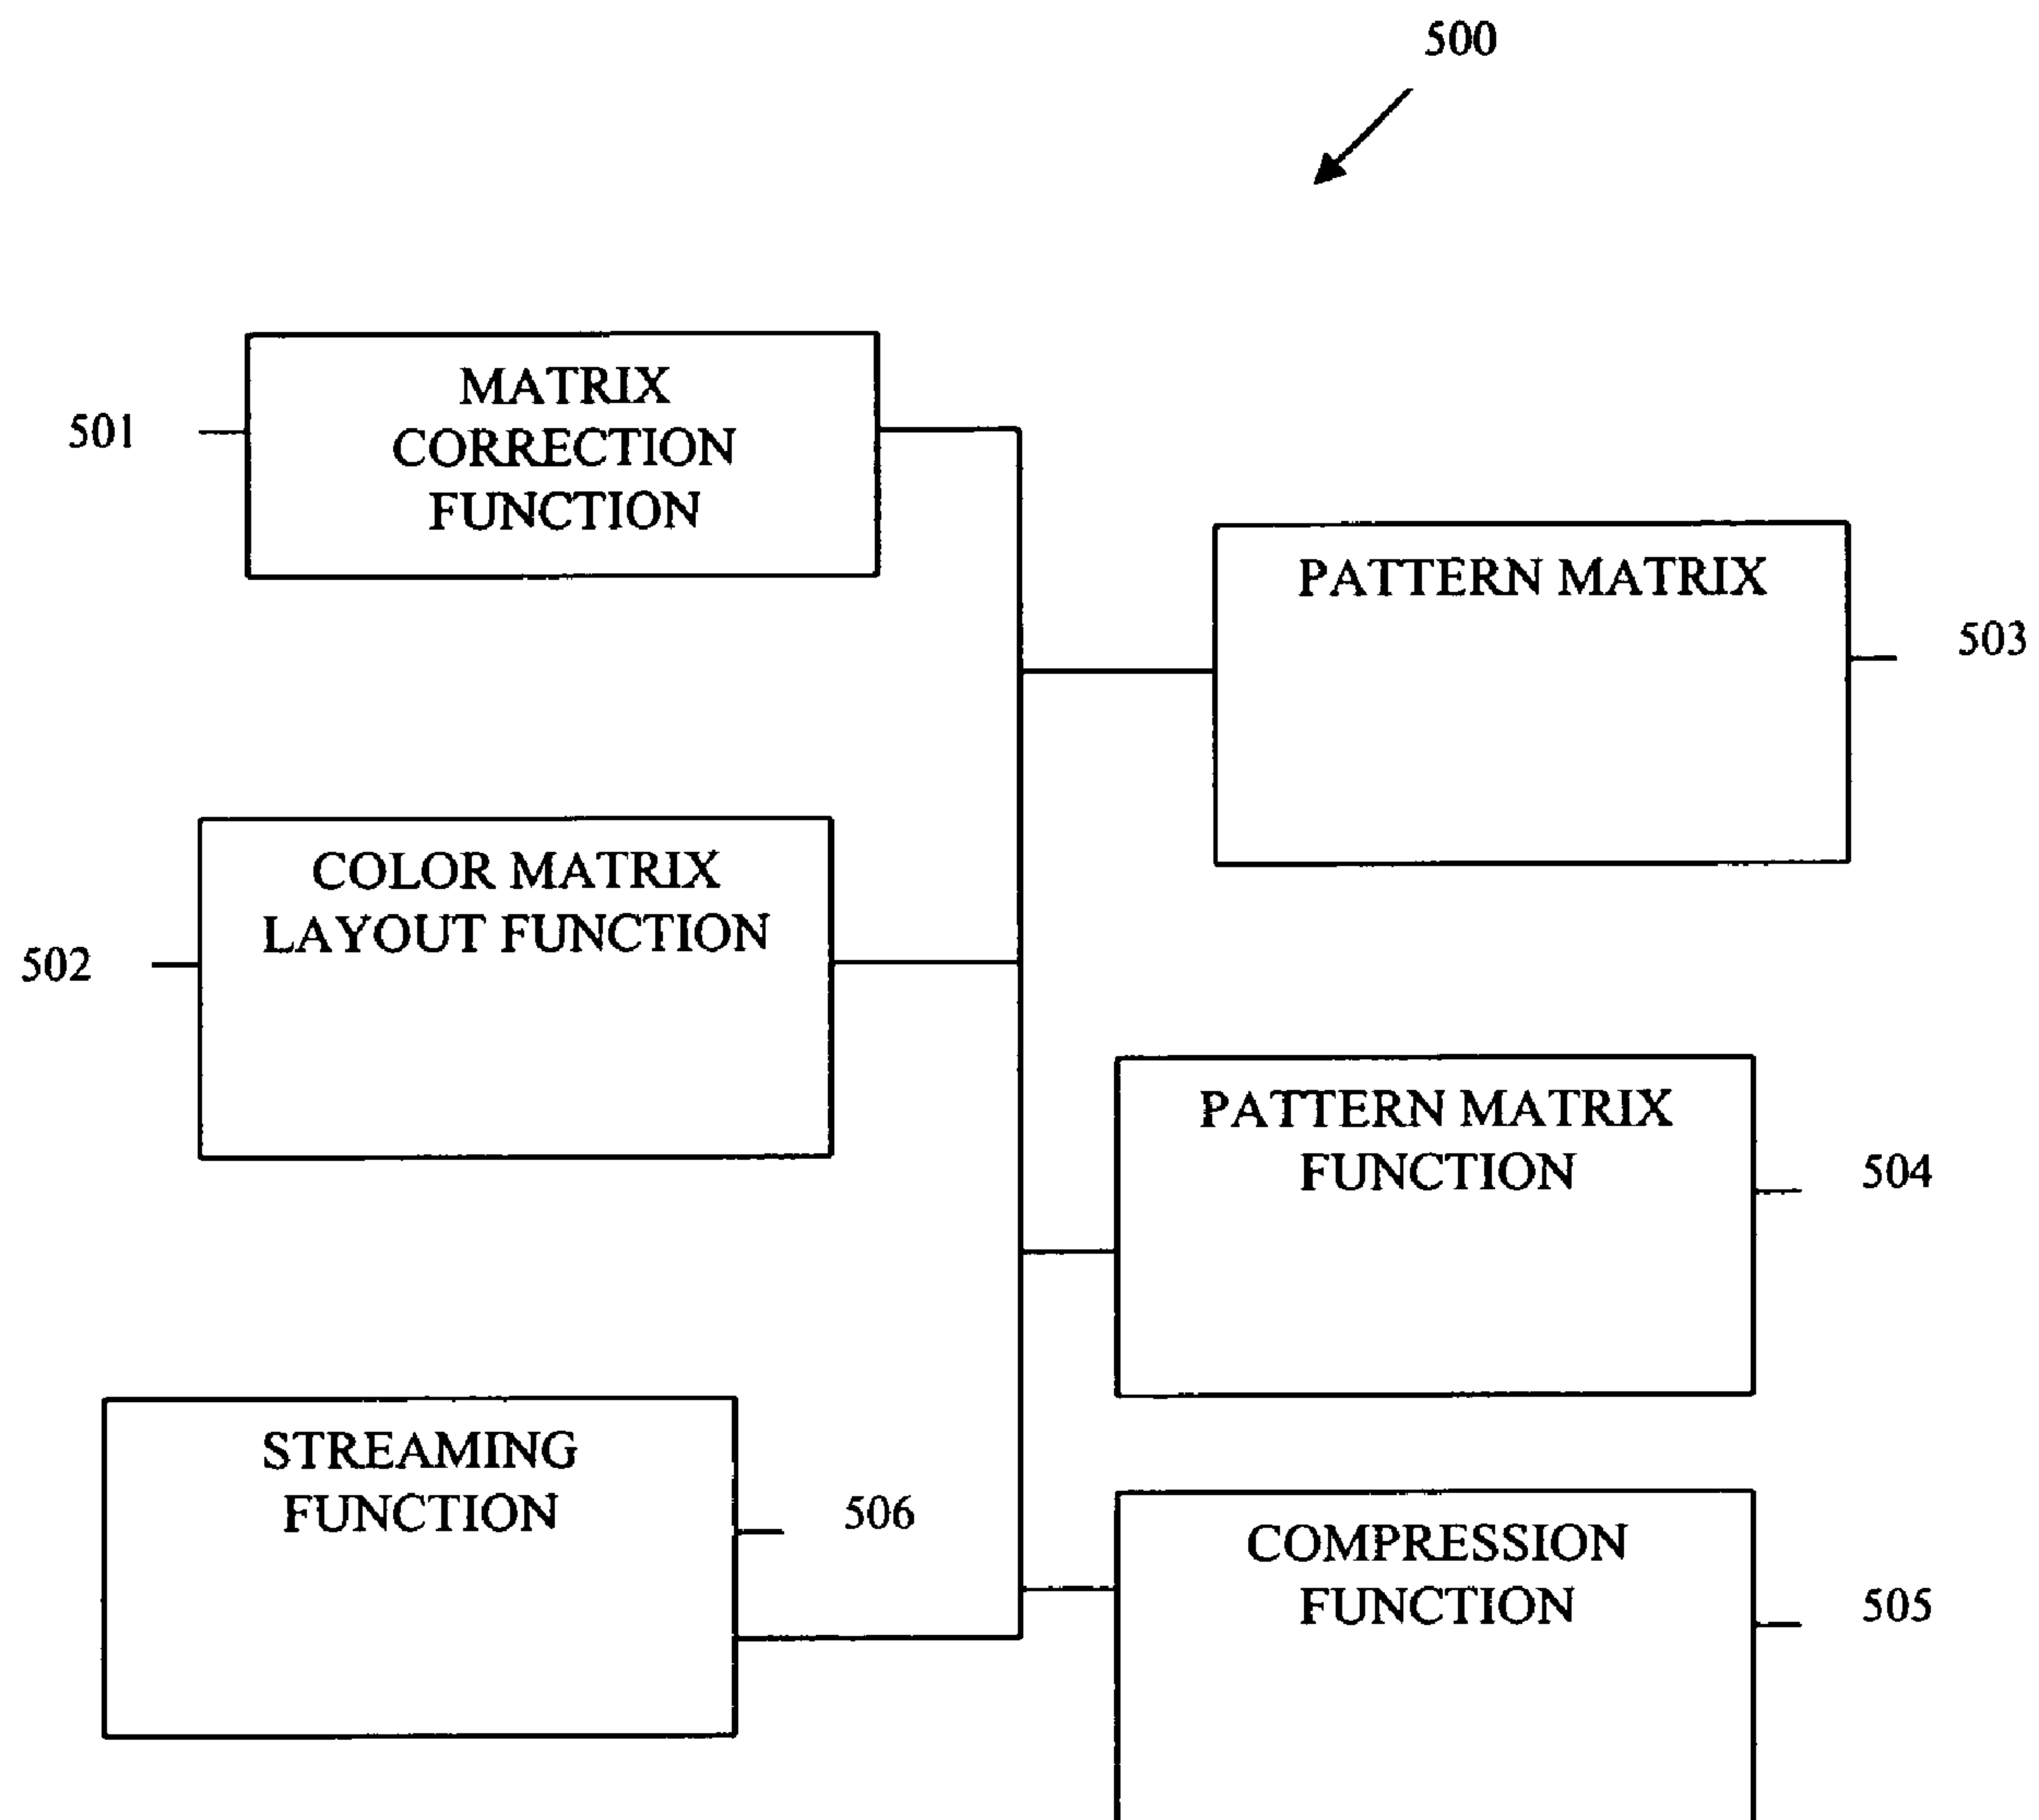 500
501
MATRIX
CORRECTION
FUNCTION
PATTERN MATRIX
503
COLOR MATRIX
LAYOUT FUNCTION
502
PATTERN MATRIX
FUNCTION
504
STREAMING
FUNCTION
506
COMPRESSION
FUNCTION
505